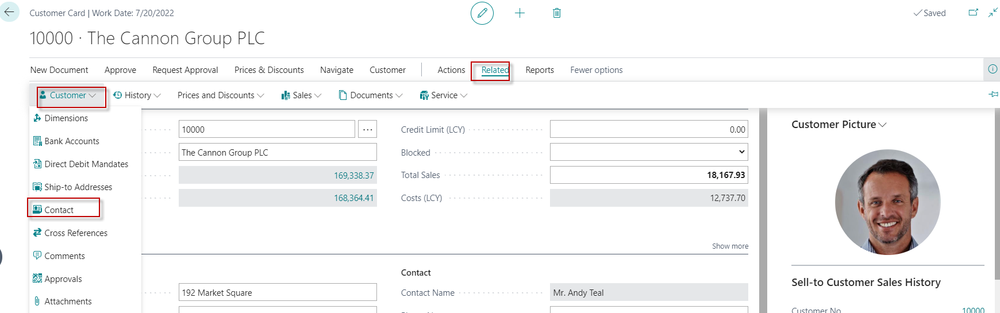 Customer Card | Work Date: 7/20/2022
Saved
10000 · The Cannon Group PLC
New Document Approve Request Approval Prices & Discounts Navigate Customer Actions Related Reports Fewer options
Customer History Prices and Discounts Sales Documents Service
Dimensions
Bank Accounts
Direct Debit Mandates
Ship-to Addresses
Contact
Cross References
Comments
Approvals
Attachments
10000 ...
The Cannon Group PLC
169,338.37
168,364.41
Credit Limit (LCY) 0.00
Blocked
Total Sales 18,167.93
Costs (LCY) 12,737.70
Show more
192 Market Square
Contact
Contact Name Mr. Andy Teal
Customer Picture
Sell-to Customer Sales History
Customer No. 10000